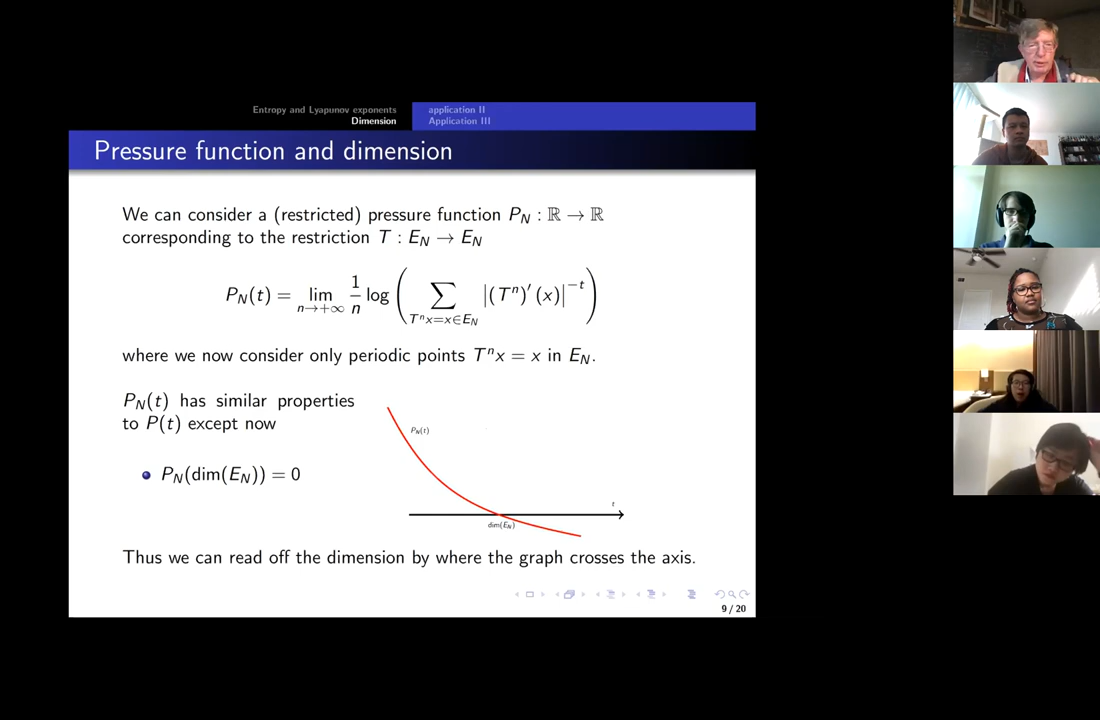 Entropy and Lyapunov exponents
Dimension
application II
Application III
Pressure function and dimension
We can consider a (restricted) pressure function P_N : ℝ → ℝ
corresponding to the restriction T : E_N → E_N
P_N(t) = lim_{n→+∞} 1/n log ( ∑_{T^n x=x∈E_N} |(T^n)′(x)|^{−t} )
where we now consider only periodic points T^n x = x in E_N.
P_N(t) has similar properties
to P(t) except now
P_N(dim(E_N)) = 0
P_N(t)
t
dim(E_N)
Thus we can read off the dimension by where the graph crosses the axis.
9 / 20